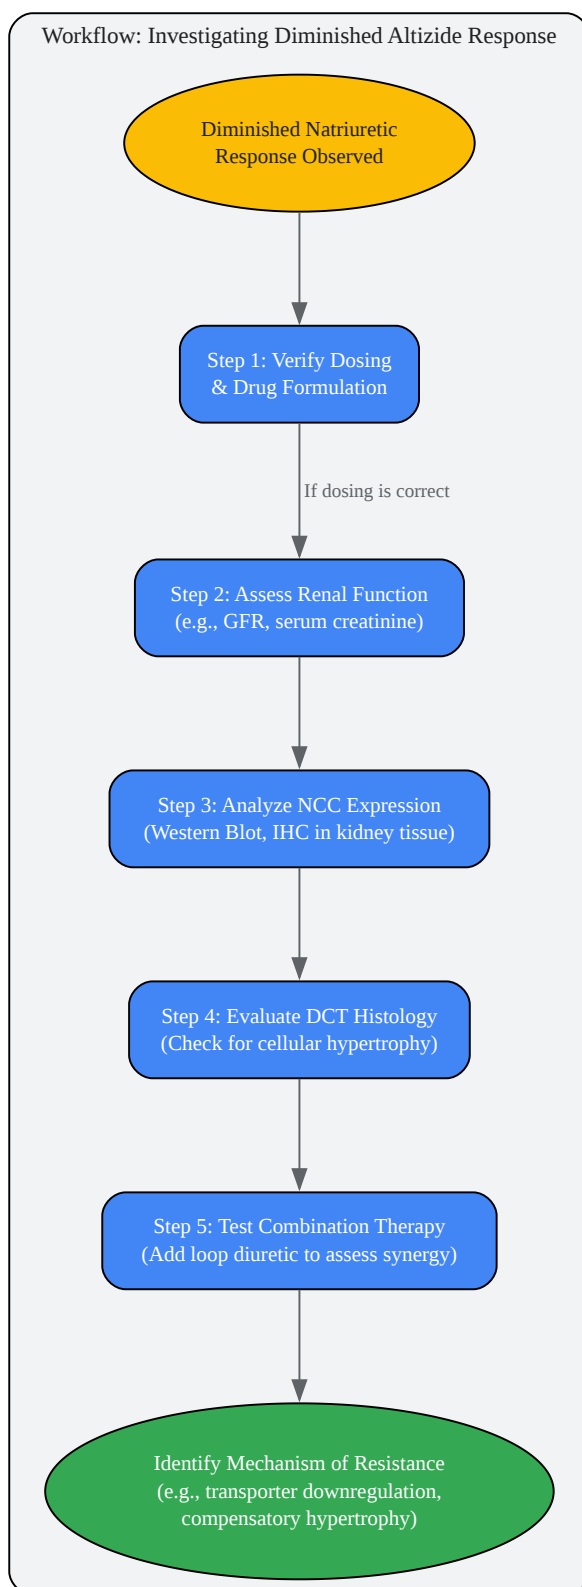 Workflow: Investigating Diminished Altizide Response
Diminished Natriuretic
Response Observed
Step 1: Verify Dosing
& Drug Formulation
If dosing is correct
Step 2: Assess Renal Function
(e.g., GFR, serum creatinine)
Step 3: Analyze NCC Expression
(Western Blot, IHC in kidney tissue)
Step 4: Evaluate DCT Histology
(Check for cellular hypertrophy)
Step 5: Test Combination Therapy
(Add loop diuretic to assess synergy)
Identify Mechanism of Resistance
(e.g., transporter downregulation,
compensatory hypertrophy)